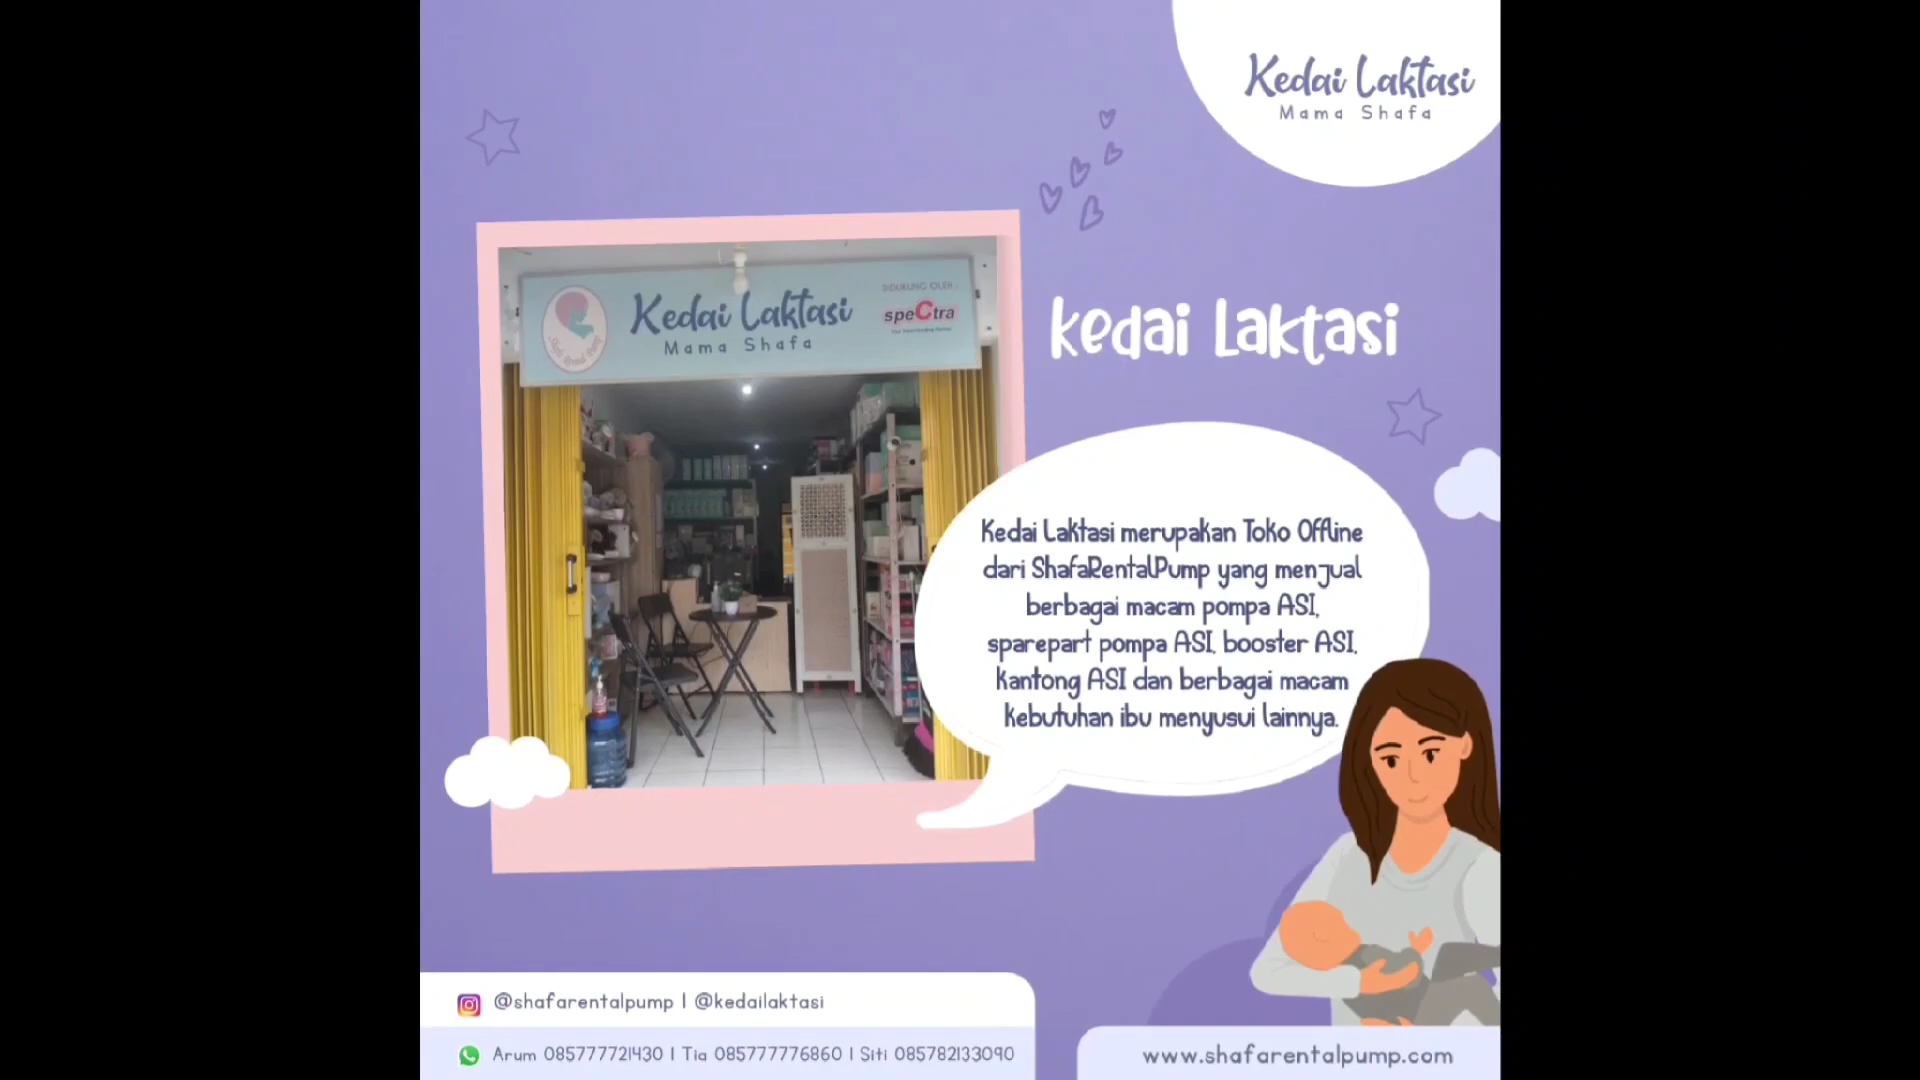 Kedai Laktasi
Mama Shafa
Kedai Laktasi
Mama Shafa
DIDUKUNG OLEH :
speCtra
kedai Laktasi
Kedai Laktasi merupakan Toko Offline
dari ShafaRentalPump yang menjual
berbagai macam pompa ASI,
sparepart pompa ASI, booster ASI,
kantong ASI dan berbagai macam
kebutuhan ibu menyusui lainnya.
@shafarentalpump | @kedailaktasi
Arum 085777721430 | Tia 085777776860 | Siti 085782133090
www.shafarentalpump.com